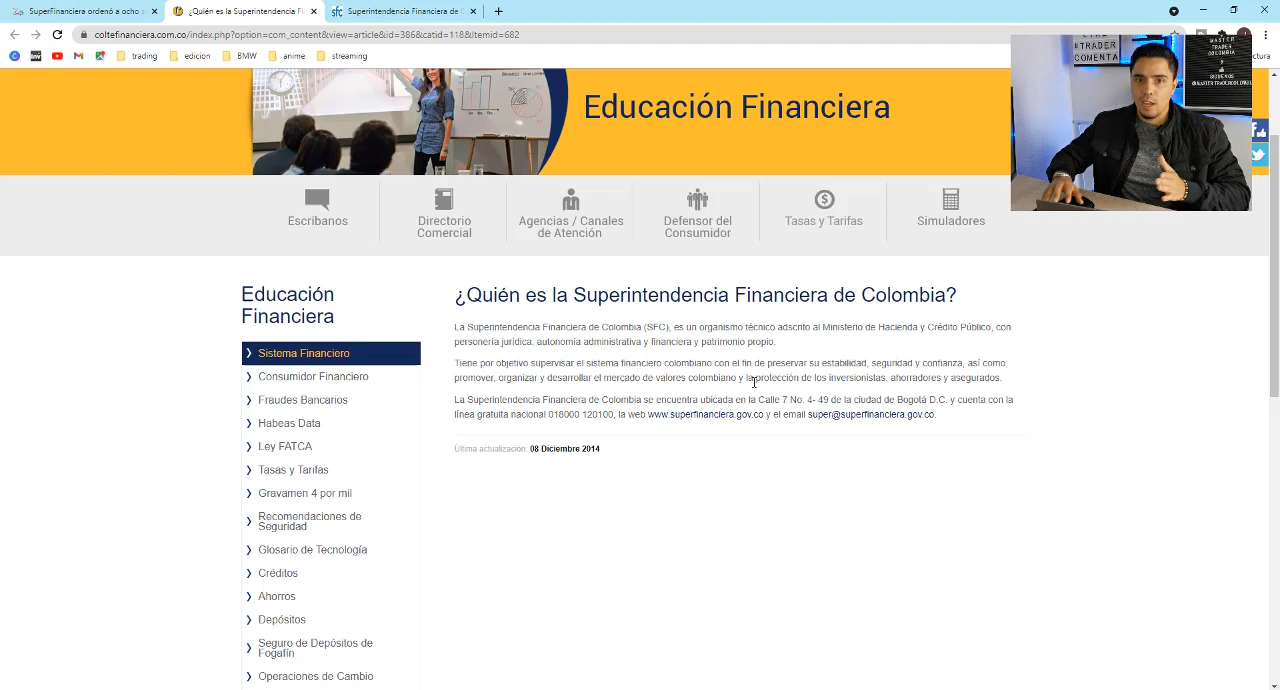 SuperFinanciera ordenó a ocho
¿Quién es la Superintendencia Fin
Superintendencia Financiera de C
coltefinanciera.com.co/index.php?option=com_content&view=article&id=386&catid=118&Itemid=682
trading
edicion
BMW
anime
streaming
#TRADER
COMENTA
MASTER
TRADER
COLOMBIA
Educación Financiera
Escríbanos
Directorio
Comercial
Agencias / Canales
de Atención
Defensor del
Consumidor
Tasas y Tarifas
Simuladores
Educación
Financiera
Sistema Financiero
Consumidor Financiero
Fraudes Bancarios
Habeas Data
Ley FATCA
Tasas y Tarifas
Gravamen 4 por mil
Recomendaciones de
Seguridad
Glosario de Tecnología
Créditos
Ahorros
Depósitos
Seguro de Depósitos de
Fogafín
Operaciones de Cambio
¿Quién es la Superintendencia Financiera de Colombia?
La Superintendencia Financiera de Colombia (SFC), es un organismo técnico adscrito al Ministerio de Hacienda y Crédito Público, con
personería jurídica, autonomía administrativa y financiera y patrimonio propio.
Tiene por objetivo supervisar el sistema financiero colombiano con el fin de preservar su estabilidad, seguridad y confianza, así como,
promover, organizar y desarrollar el mercado de valores colombiano y la protección de los inversionistas, ahorradores y asegurados.
La Superintendencia Financiera de Colombia se encuentra ubicada en la Calle 7 No. 4- 49 de la ciudad de Bogotá D.C. y cuenta con la
línea gratuita nacional 018000 120100, la web www.superfinanciera.gov.co y el email super@superfinanciera.gov.co.
Última actualización: 08 Diciembre 2014